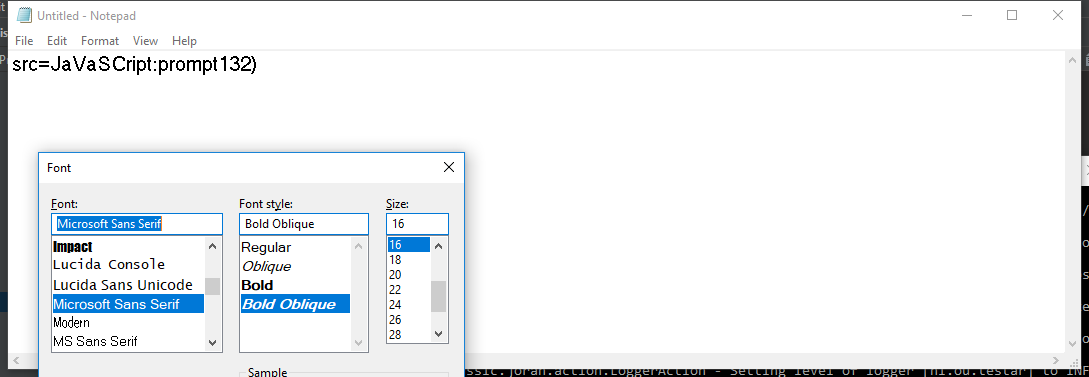 Untitled - Notepad
File Edit Format View Help
src=JaVaSCript:prompt132)
Font
Font: Font style: Size:
Microsoft Sans Serif Bold Oblique 16
Impact Regular 16
Lucida Console Oblique 18
Lucida Sans Unicode Bold 20
Microsoft Sans Serif Bold Oblique 22
Modern 24
MS Sans Serif 26
28
Sample
ssic.joran.action.LoggerAction - Setting level of logger [nl.ou.testar] to INF